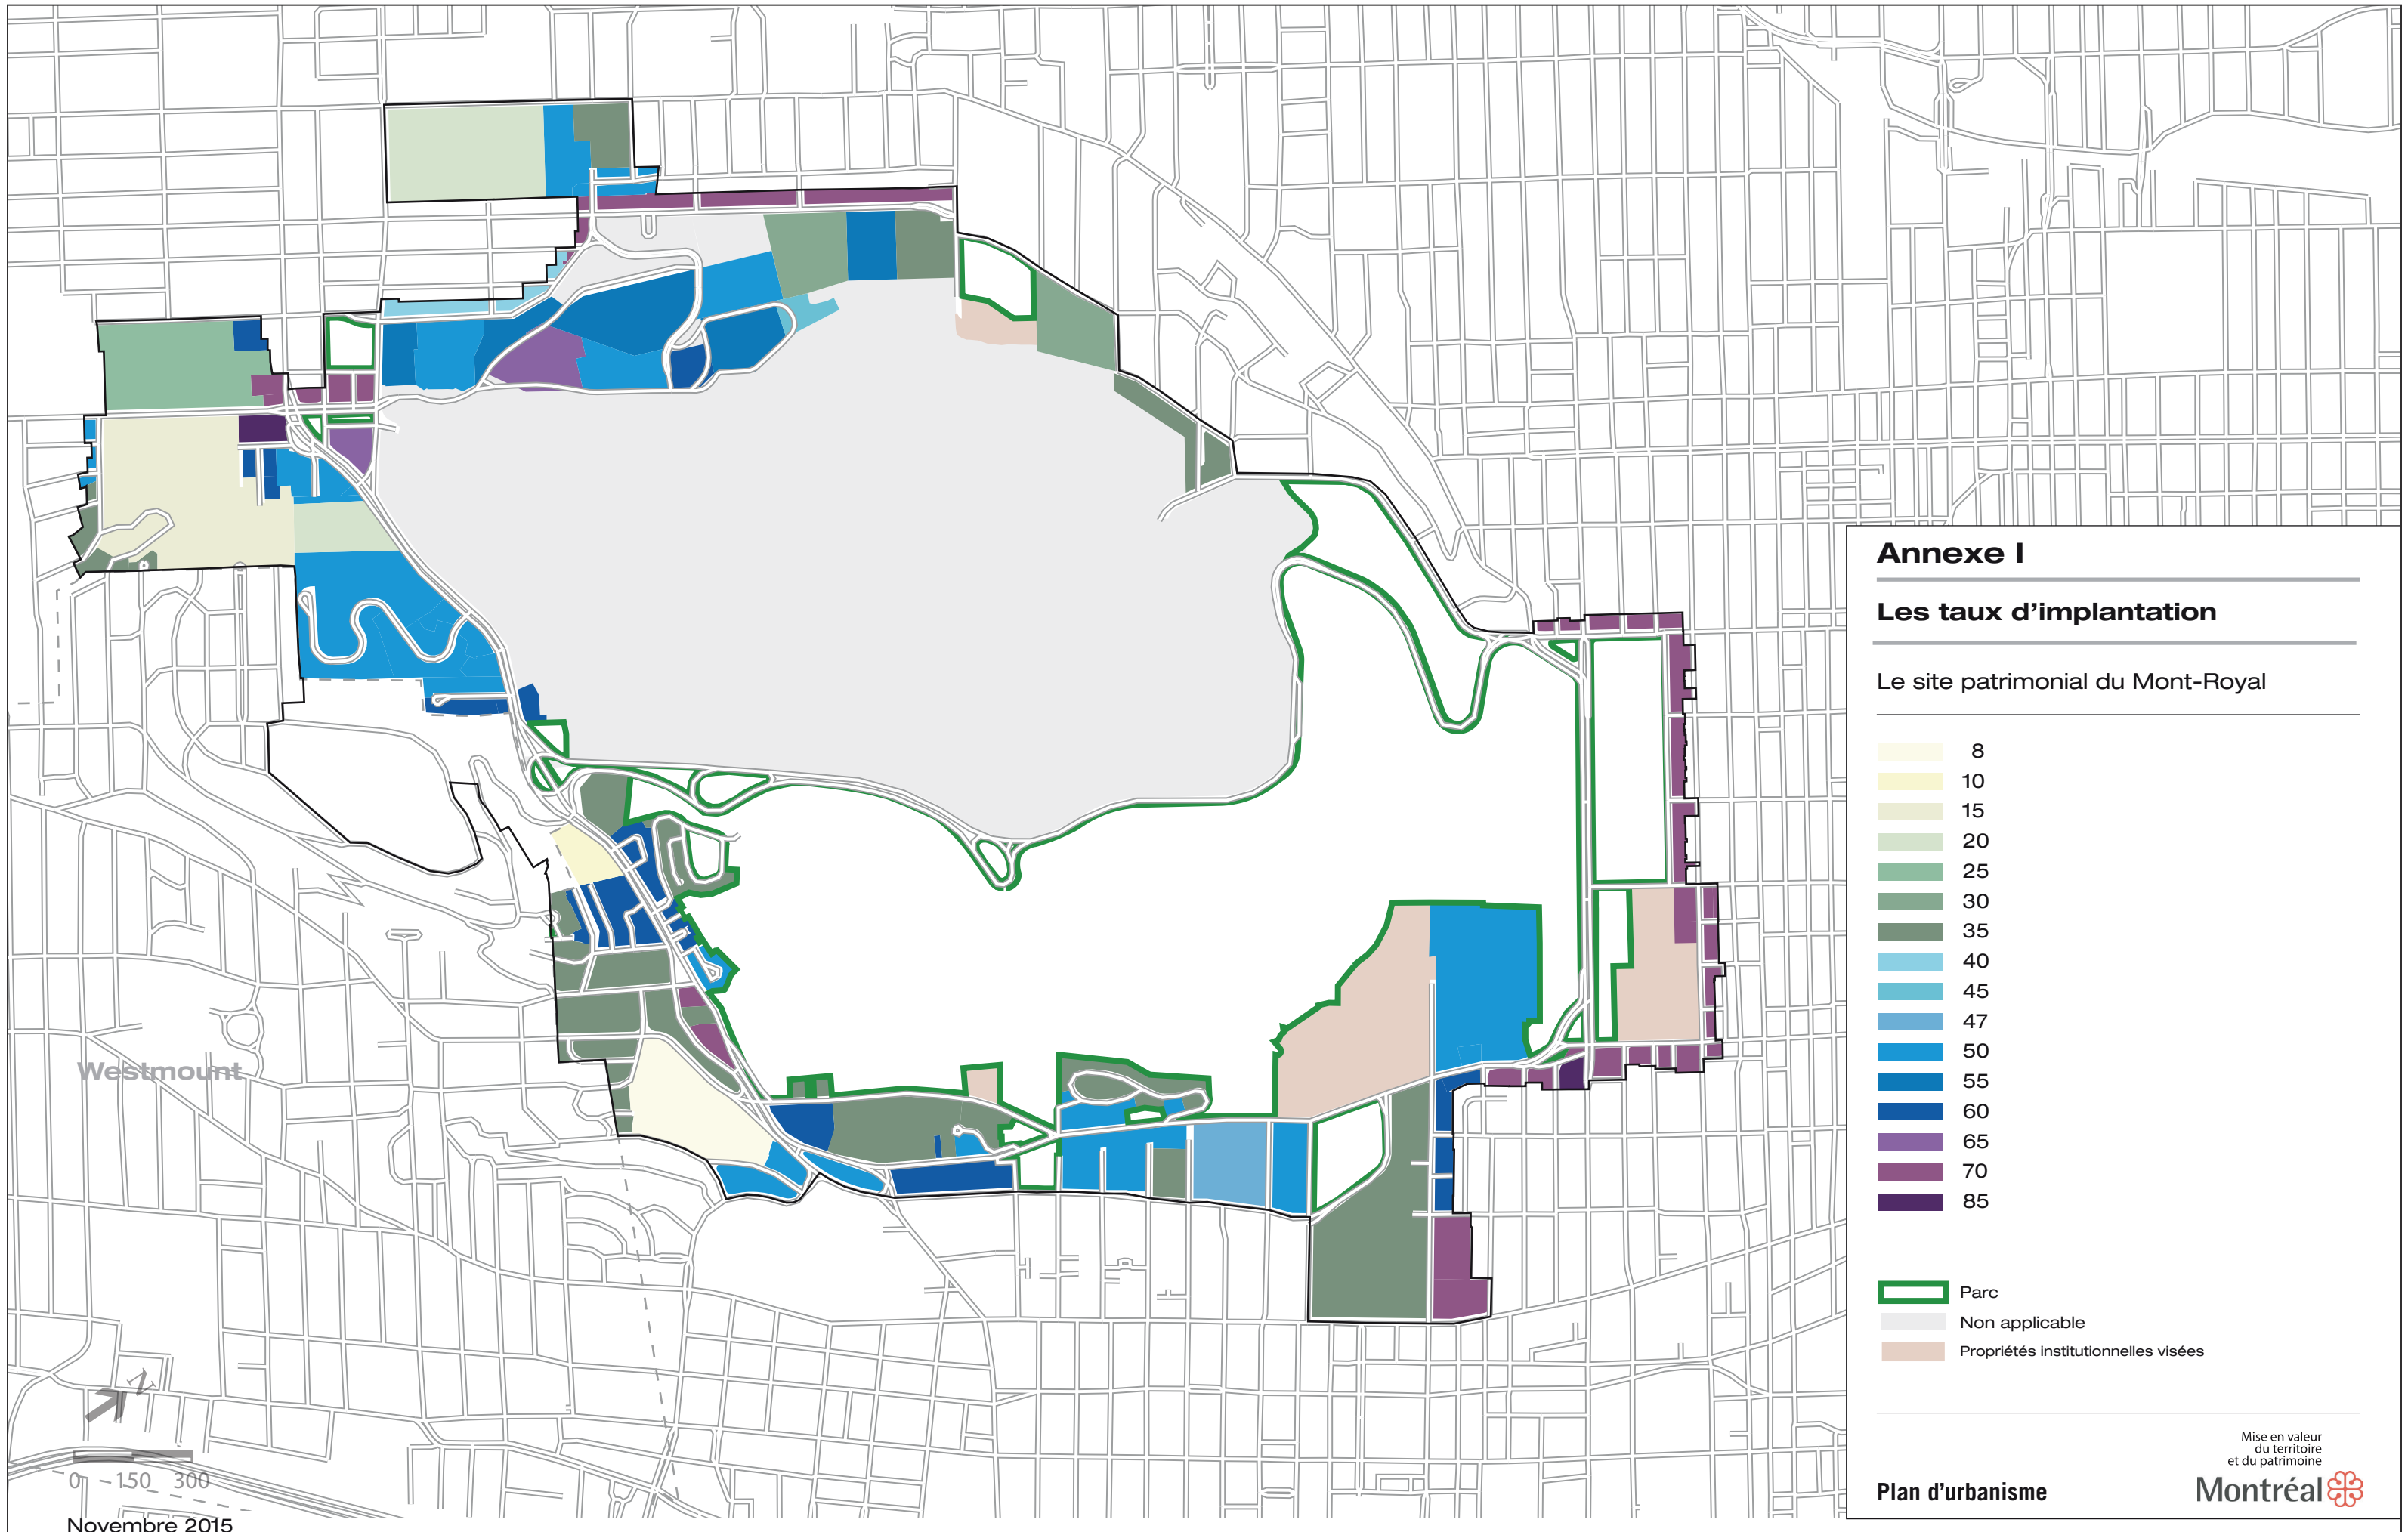 Annexe I
Les taux d'implantation
Le site patrimonial du Mont-Royal
8
10
15
20
25
30
35
40
45
47
50
55
60
65
70
85
Parc
Non applicable
Propriétés institutionnelles visées
Mise en valeur
du territoire
et du patrimoine
Plan d'urbanisme
Montréal
Westmount
N
0 150 300
Novembre 2015